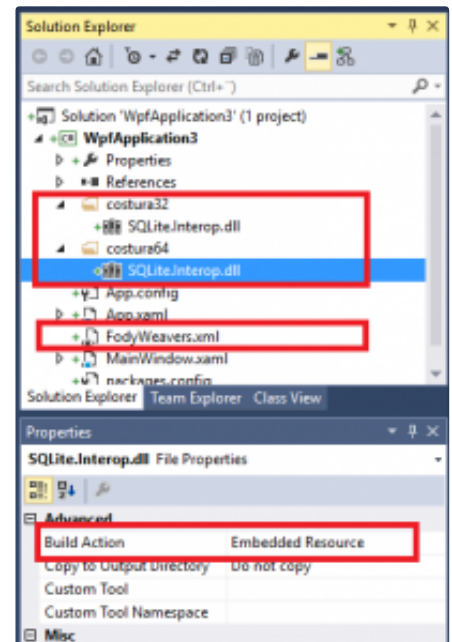 Solution Explorer
Search Solution Explorer (Ctrl+¨)
Solution 'WpfApplication3' (1 project)
WpfApplication3
Properties
References
costura32
SQLite.Interop.dll
costura64
SQLite.Interop.dll
App.config
App.xaml
FodyWeavers.xml
MainWindow.xaml
packages.config
Solution Explorer Team Explorer Class View
Properties
SQLite.Interop.dll File Properties
Advanced
Build Action Embedded Resource
Copy to Output Directory Do not copy
Custom Tool
Custom Tool Namespace
Misc